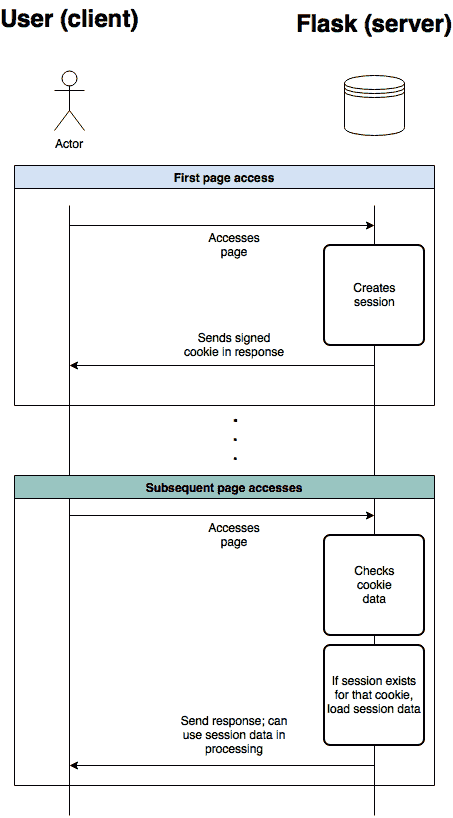 User (client)
Flask (server)
Actor
First page access
Accesses
page
Creates
session
Sends signed
cookie in response
Subsequent page accesses
Accesses
page
Checks
cookie
data
If session exists
for that cookie,
load session data
Send response; can
use session data in
processing